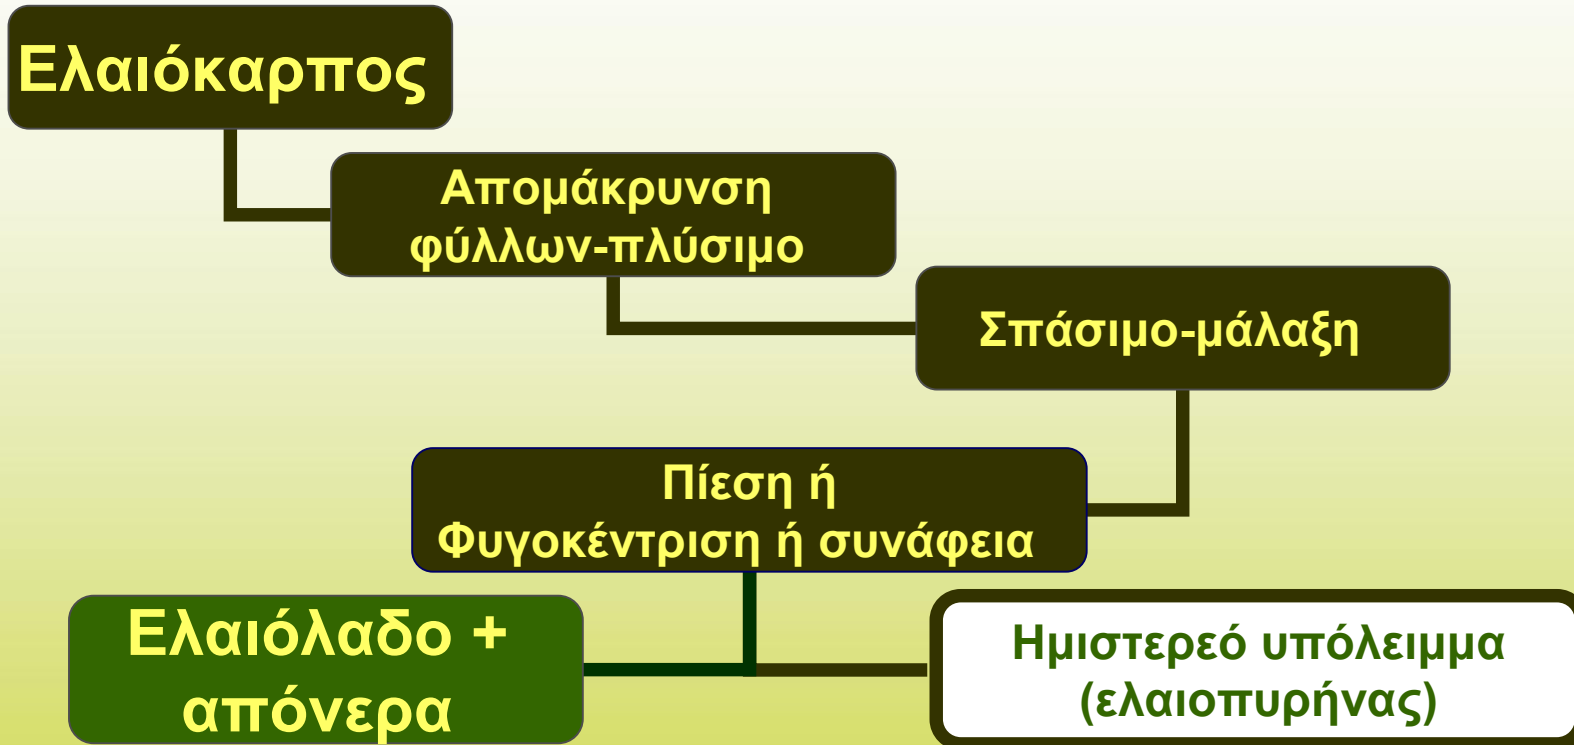 Ελαιόκαρπος
Απομάκρυνση
φύλλων-πλύσιμο
Σπάσιμο-μάλαξη
Πίεση ή
Φυγοκέντριση ή συνάφεια
Ελαιόλαδο +
απόνερα
Ημιστερεό υπόλειμμα
(ελαιοπυρήνας)